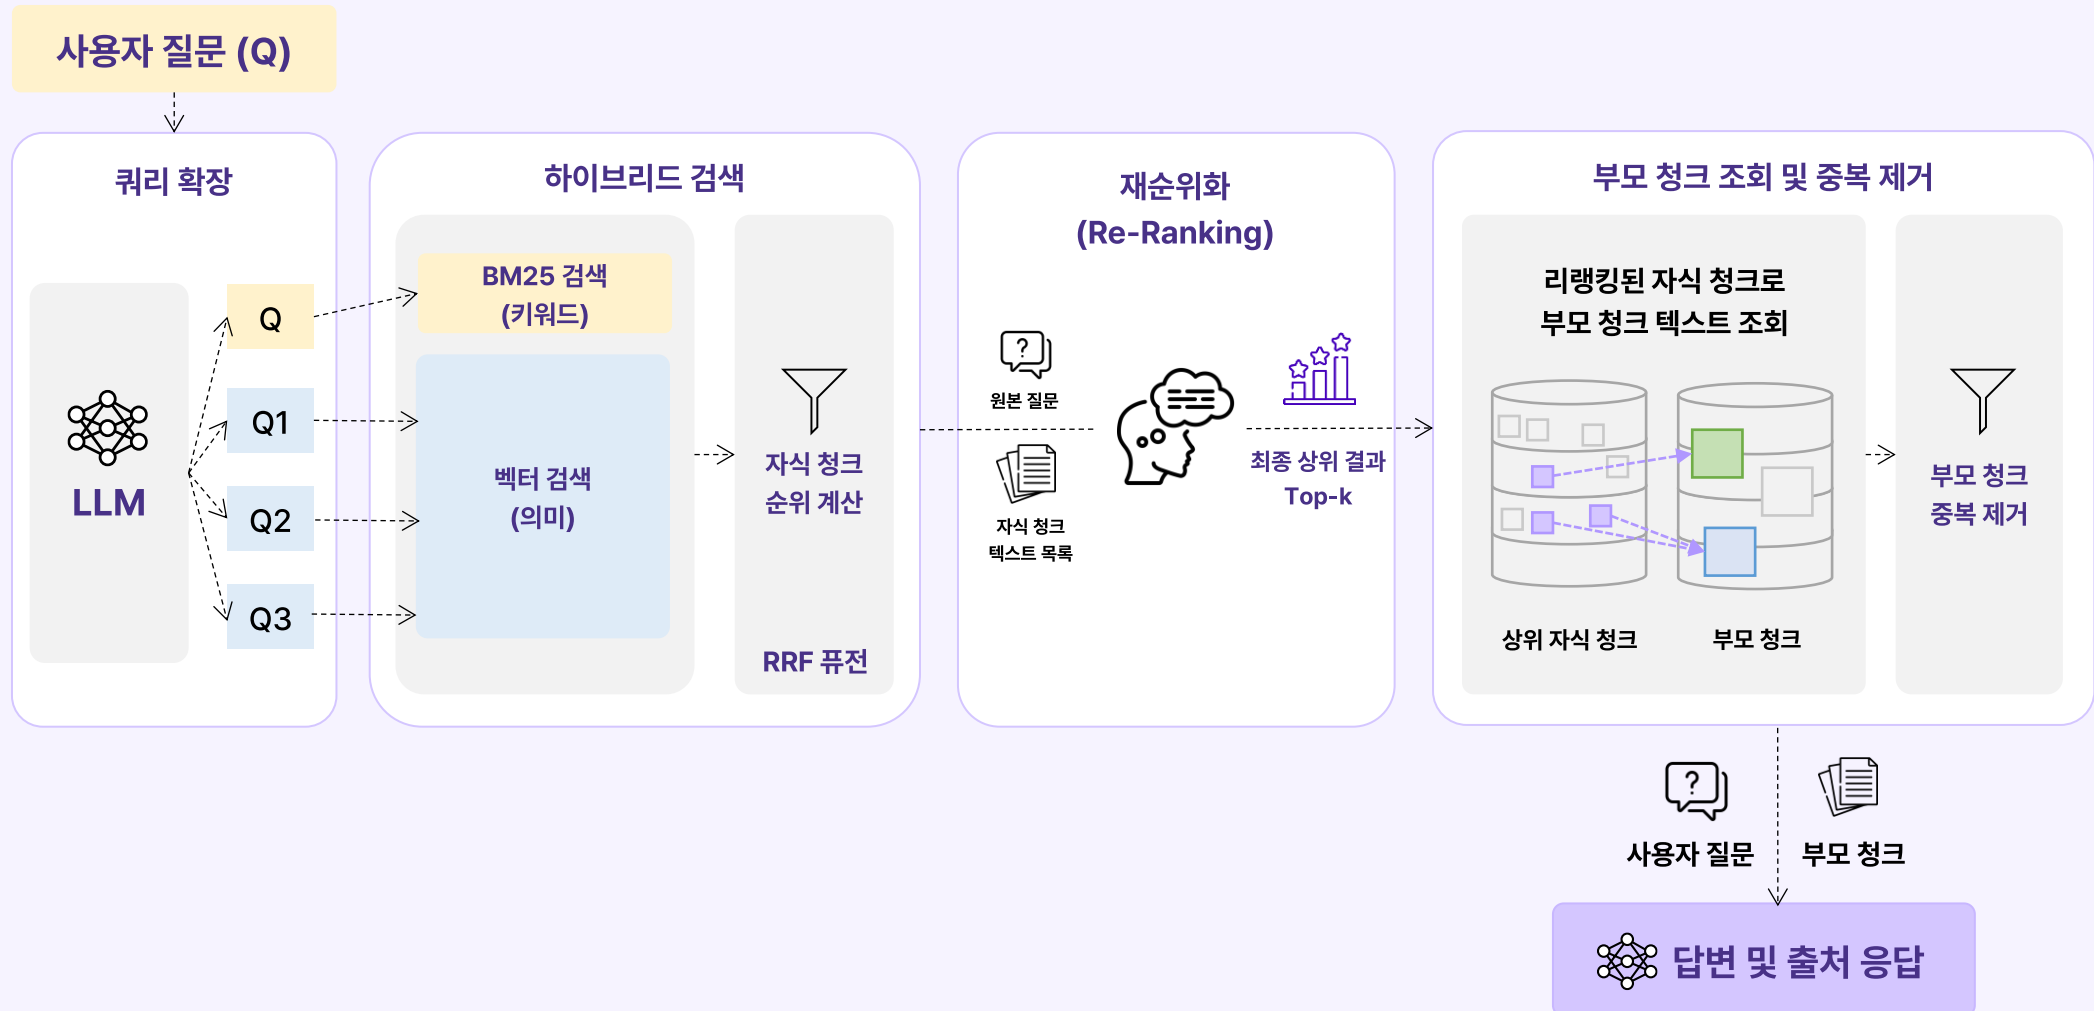 사용자 질문 (Q)
쿼리 확장
LLM
Q
Q1
Q2
Q3
하이브리드 검색
BM25 검색
(키워드)
벡터 검색
(의미)
자식 청크
순위 계산
RRF 퓨전
재순위화
(Re-Ranking)
?
원본 질문
자식 청크
텍스트 목록
최종 상위 결과
Top-k
부모 청크 조회 및 중복 제거
리랭킹된 자식 청크로
부모 청크 텍스트 조회
상위 자식 청크
부모 청크
부모 청크
중복 제거
?
사용자 질문
부모 청크
답변 및 출처 응답